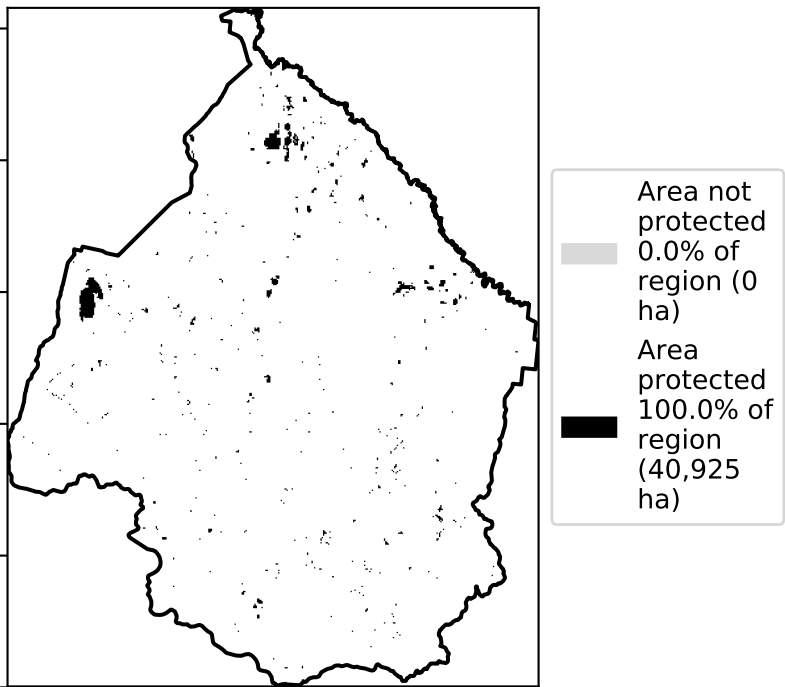 Area not
protected
0.0% of
region (0
ha)
Area
protected
100.0% of
region
(40,925
ha)